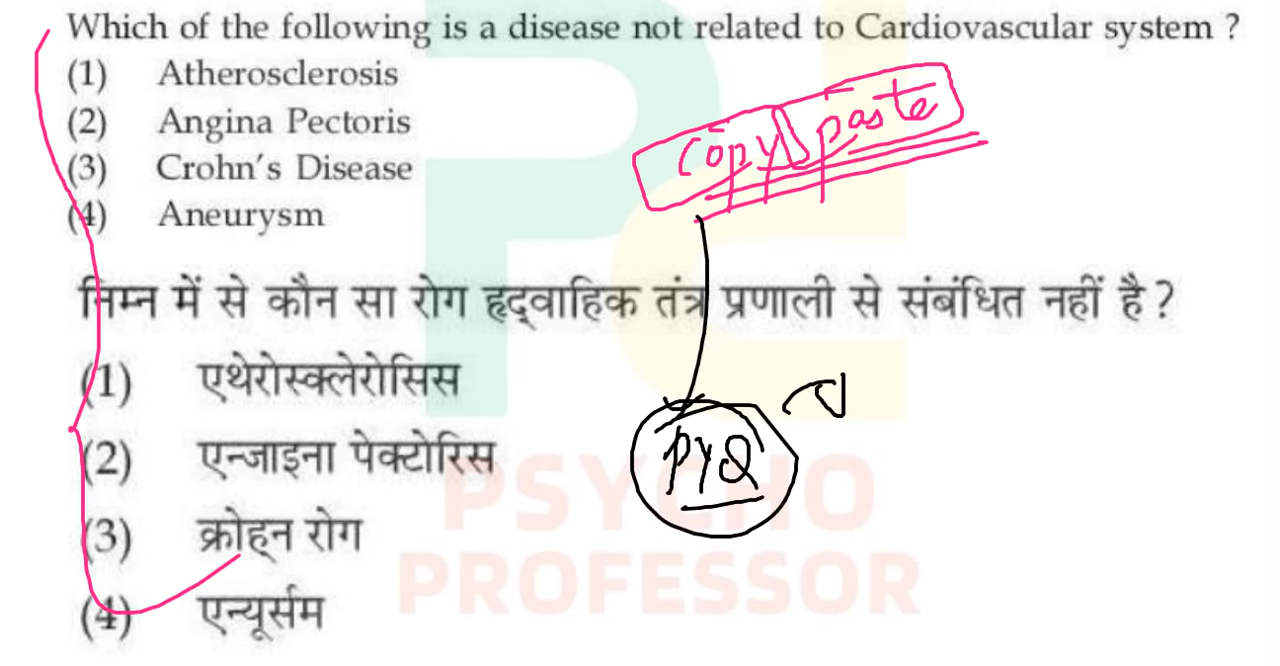 Which of the following is a disease not related to Cardiovascular system ?
(1) Atherosclerosis
(2) Angina Pectoris
(3) Crohn's Disease
(4) Aneurysm
Copy paste
निम्न में से कौन सा रोग हृद्वाहिक तंत्र प्रणाली से संबंधित नहीं है ?
(1) एथेरोस्क्लेरोसिस
(2) एन्जाइना पेक्टोरिस
PYQ
(3) क्रोह्न रोग
(4) एन्यूर्सम
PSYCHO
PROFESSOR